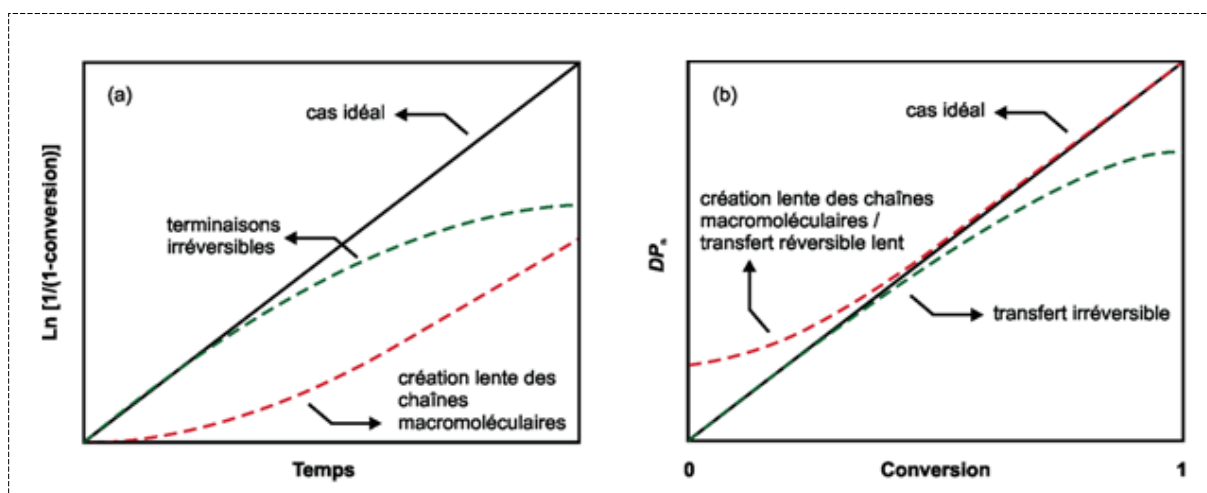 (a)
cas idéal
terminaisons
irréversibles
création lente des
chaînes
macromoléculaires
Ln [1/(1-conversion)]
Temps
(b)
cas idéal
création lente des chaînes
macromoléculaires /
transfert réversible lent
transfert irréversible
DPₙ
0
Conversion
1